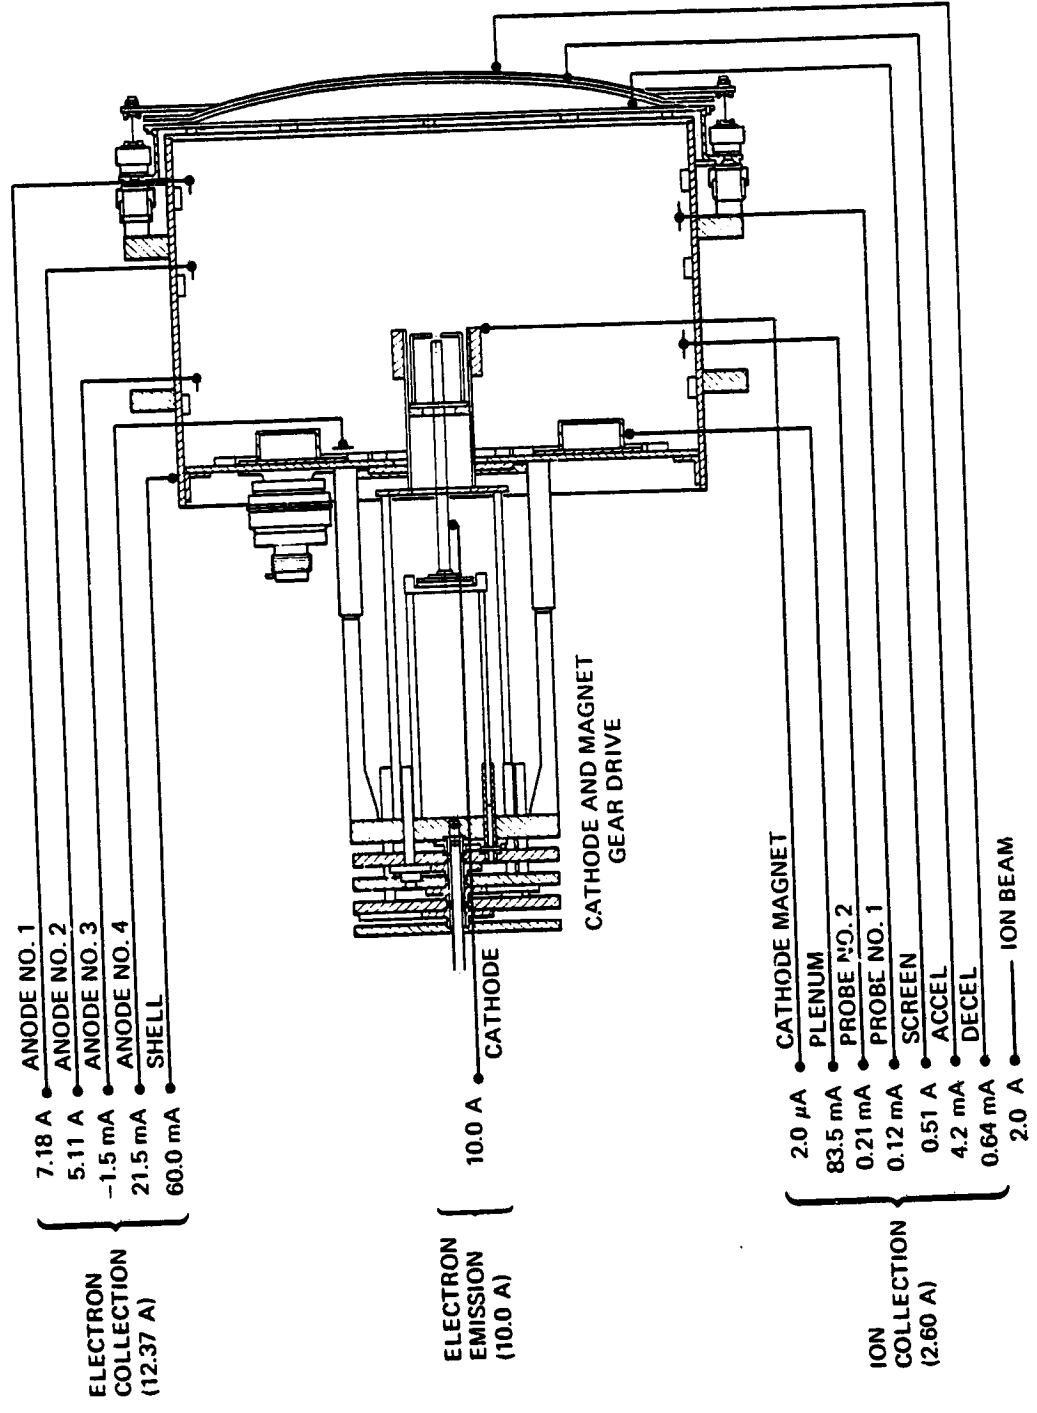 ELECTRON
COLLECTION
(12.37 A)
7.18 A ANODE NO. 1
5.11 A ANODE NO. 2
−1.5 mA ANODE NO. 3
21.5 mA ANODE NO. 4
60.0 mA SHELL
ELECTRON
EMISSION
(10.0 A)
10.0 A CATHODE
CATHODE AND MAGNET
GEAR DRIVE
ION
COLLECTION
(2.60 A)
2.0 μA CATHODE MAGNET
83.5 mA PLENUM
0.21 mA PROBE NO. 2
0.12 mA PROBE NO. 1
0.51 A SCREEN
4.2 mA ACCEL
0.64 mA DECEL
2.0 A ION BEAM